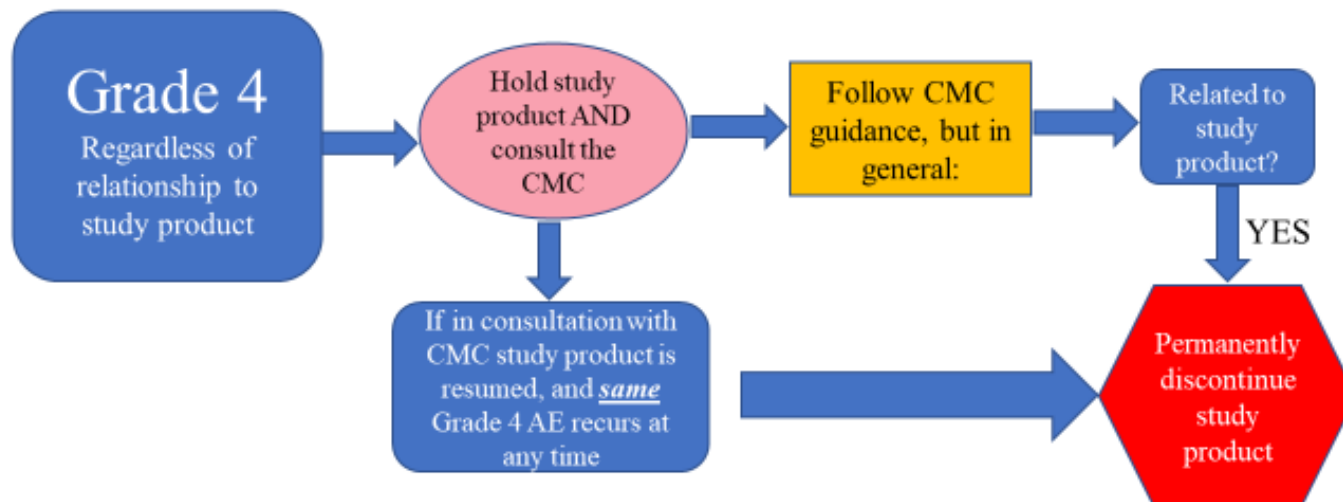 Grade 4
Regardless of
relationship to
study product
Hold study
product AND
consult the
CMC
Follow CMC
guidance, but in
general:
Related to
study
product?
YES
If in consultation with
CMC study product is
resumed, and same
Grade 4 AE recurs at
any time
Permanently
discontinue
study
product